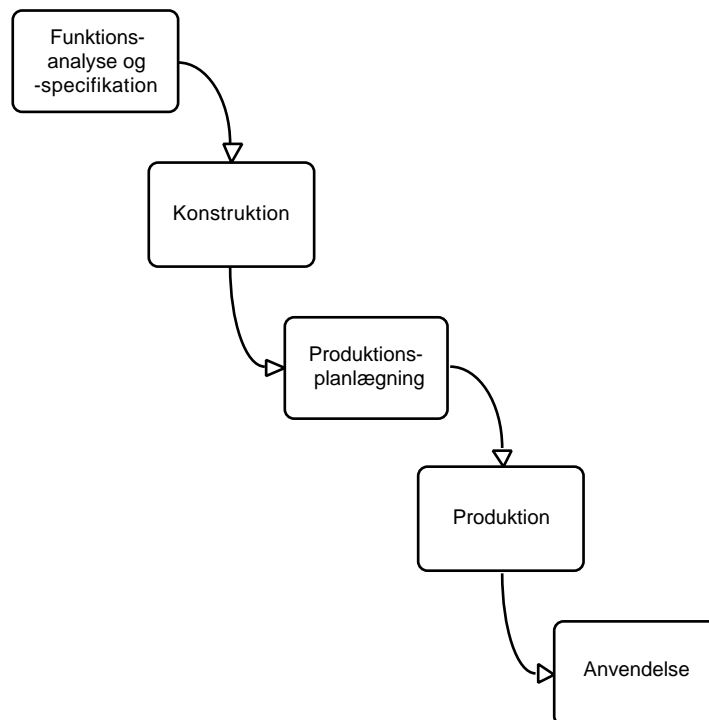 Funktions-
analyse og
-specifikation
Konstruktion
Produktions-
planlægning
Produktion
Anvendelse